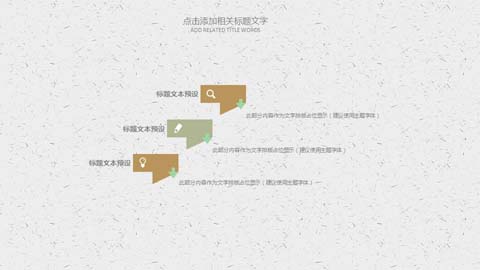 点击添加相关标题文字
ADD RELATED TITLE WORDS
标题文本预设
此部分内容作为文字排版占位显示（建议使用主题字体）
标题文本预设
此部分内容作为文字排版占位显示（建议使用主题字体）
标题文本预设
此部分内容作为文字排版占位显示（建议使用主题字体）